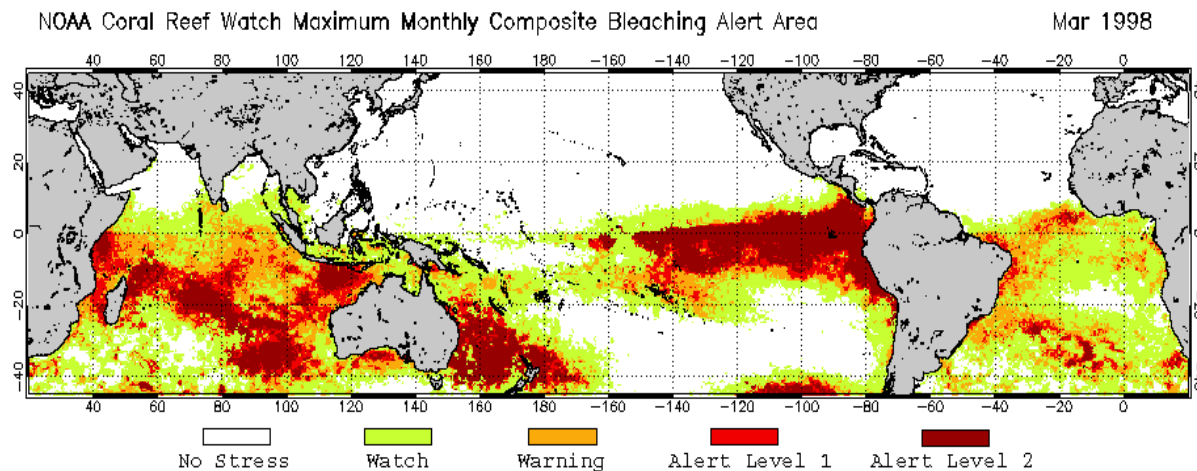 NOAA Coral Reef Watch Maximum Monthly Composite Bleaching Alert Area Mar 1998
40 60 80 100 120 140 160 180 -160 -140 -120 -100 -80 -60 -40 -20 0
40
20
0
-20
-40
40 60 80 100 120 140 160 180 -160 -140 -120 -100 -80 -60 -40 -20 0
No Stress Watch Warning Alert Level 1 Alert Level 2